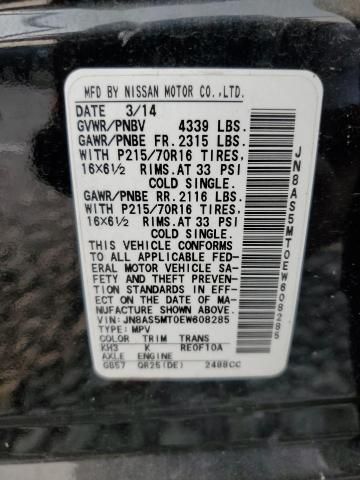 MFD BY NISSAN MOTOR CO.,LTD.
DATE 3/14
GVWR/PNBV 4339 LBS.
GAWR/PNBE FR. 2315 LBS.
WITH P215/70R16 TIRES,
16X6½ RIMS.AT 33 PSI
COLD SINGLE.
GAWR/PNBE RR. 2116 LBS.
WITH P215/70R16 TIRES,
16X6½ RIMS.AT 33 PSI
COLD SINGLE.
THIS VEHICLE CONFORMS
TO ALL APPLICABLE FED-
ERAL MOTOR VEHICLE SA-
FETY AND THEFT PREVEN-
TION STANDARDS IN EFF-
ECT ON THE DATE OF MA-
NUFACTURE SHOWN ABOVE.
VIN: JN8AS5MT0EW608285
TYPE: MPV
COLOR TRIM TRANS
KH3 K RE0F10A
AXLE ENGINE
GB57 QR25(DE) 2488CC
JN8AS5MT0EW608285